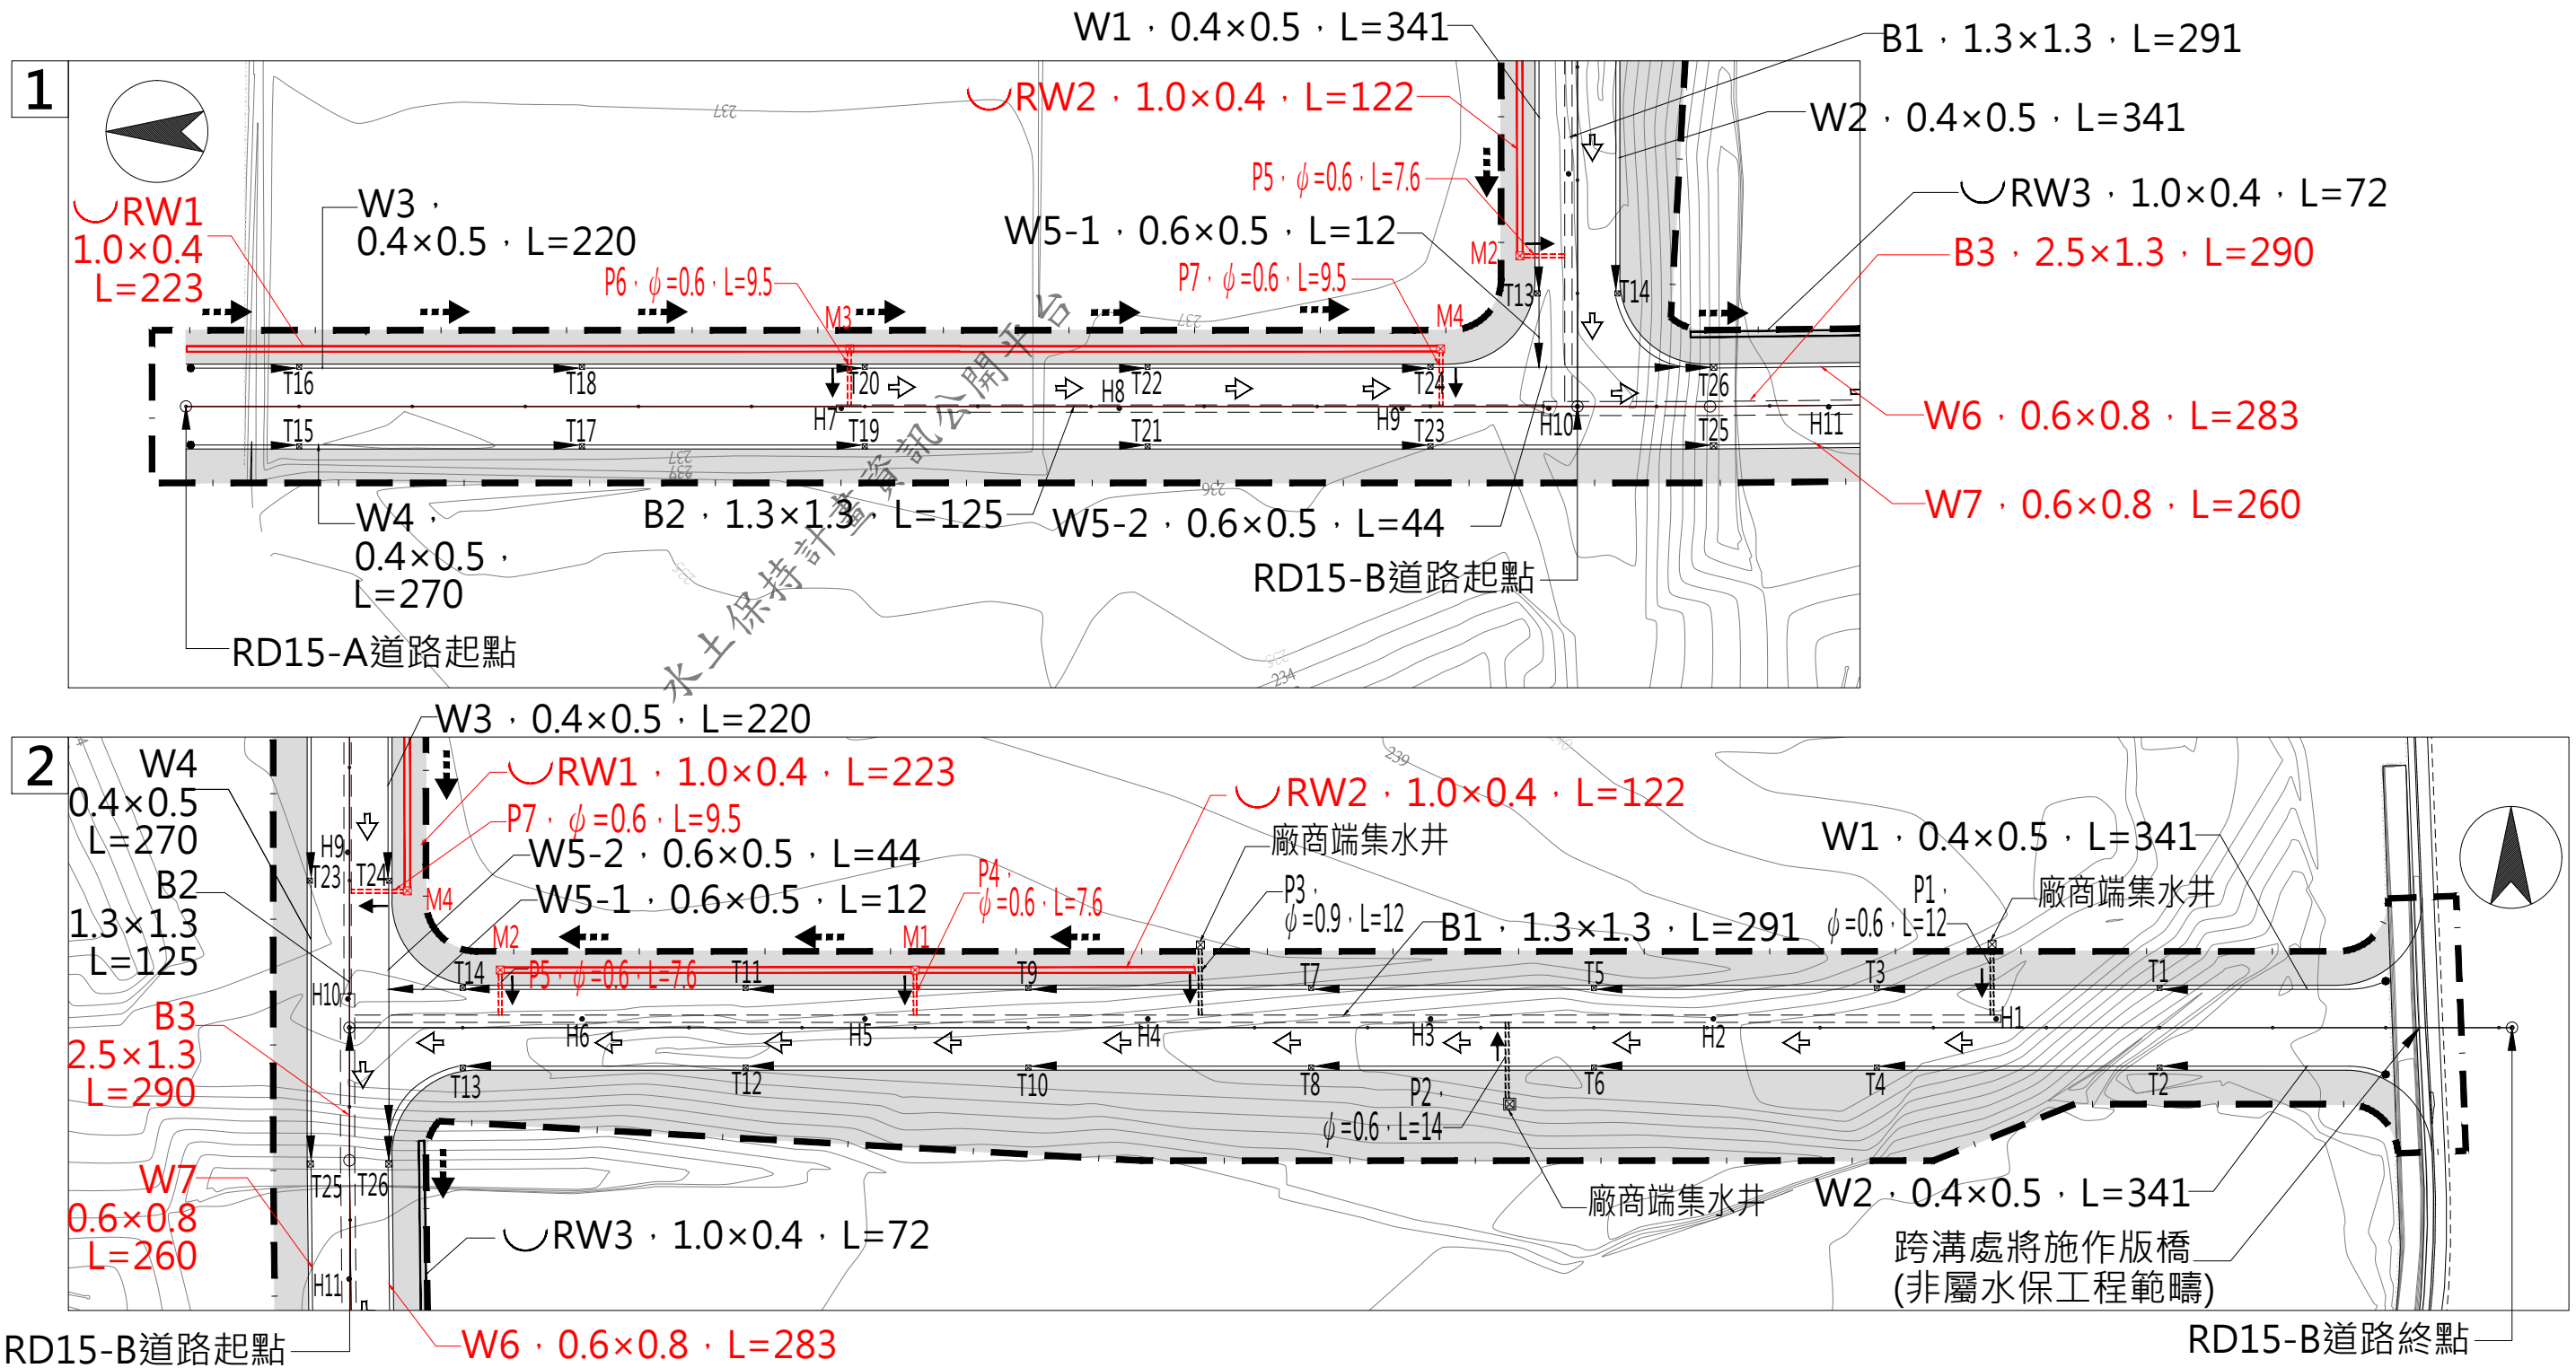 1
W1，0.4×0.5，L=341
B1，1.3×1.3，L=291
RW2，1.0×0.4，L=122
W2，0.4×0.5，L=341
P5，ψ=0.6，L=7.6
RW3，1.0×0.4，L=72
RW1
1.0×0.4
L=223
W3，
0.4×0.5，L=220
W5-1，0.6×0.5，L=12
B3，2.5×1.3，L=290
P6，ψ=0.6，L=9.5
P7，ψ=0.6，L=9.5
M2
M3
M4
T13
T14
237
237
T16
T18
T20
T22
T24
T26
H7
H8
H9
H10
H11
T15
T17
T19
T21
T23
T25
W6，0.6×0.8，L=283
W7，0.6×0.8，L=260
237
239
236
W4，
0.4×0.5，
L=270
B2，1.3×1.3，L=125
W5-2，0.6×0.5，L=44
235
RD15-B道路起點
RD15-A道路起點
235
234
水土保持計畫資訊公開平台
2
W3，0.4×0.5，L=220
W4
0.4×0.5
L=270
RW1，1.0×0.4，L=223
RW2，1.0×0.4，L=122
239
240
P7，ψ=0.6，L=9.5
廠商端集水井
W1，0.4×0.5，L=341
W5-2，0.6×0.5，L=44
P4，
ψ=0.6，L=7.6
P3，
ψ=0.9，L=12
P1，
ψ=0.6，L=12
廠商端集水井
H9
T23
T24
M4
B2
1.3×1.3
L=125
W5-1，0.6×0.5，L=12
B1，1.3×1.3，L=291
M2
M1
T14
P5，ψ=0.6，L=7.6
T11
T9
T7
T5
T3
T1
H10
B3
2.5×1.3
L=290
H6
H5
H4
H3
H2
H1
T13
T12
T10
T8
T6
T4
T2
P2，
ψ=0.6，L=14
W7
0.6×0.8
L=260
T25
T26
廠商端集水井
W2，0.4×0.5，L=341
RW3，1.0×0.4，L=72
跨溝處將施作版橋
(非屬水保工程範疇)
H11
RD15-B道路起點
W6，0.6×0.8，L=283
RD15-B道路終點